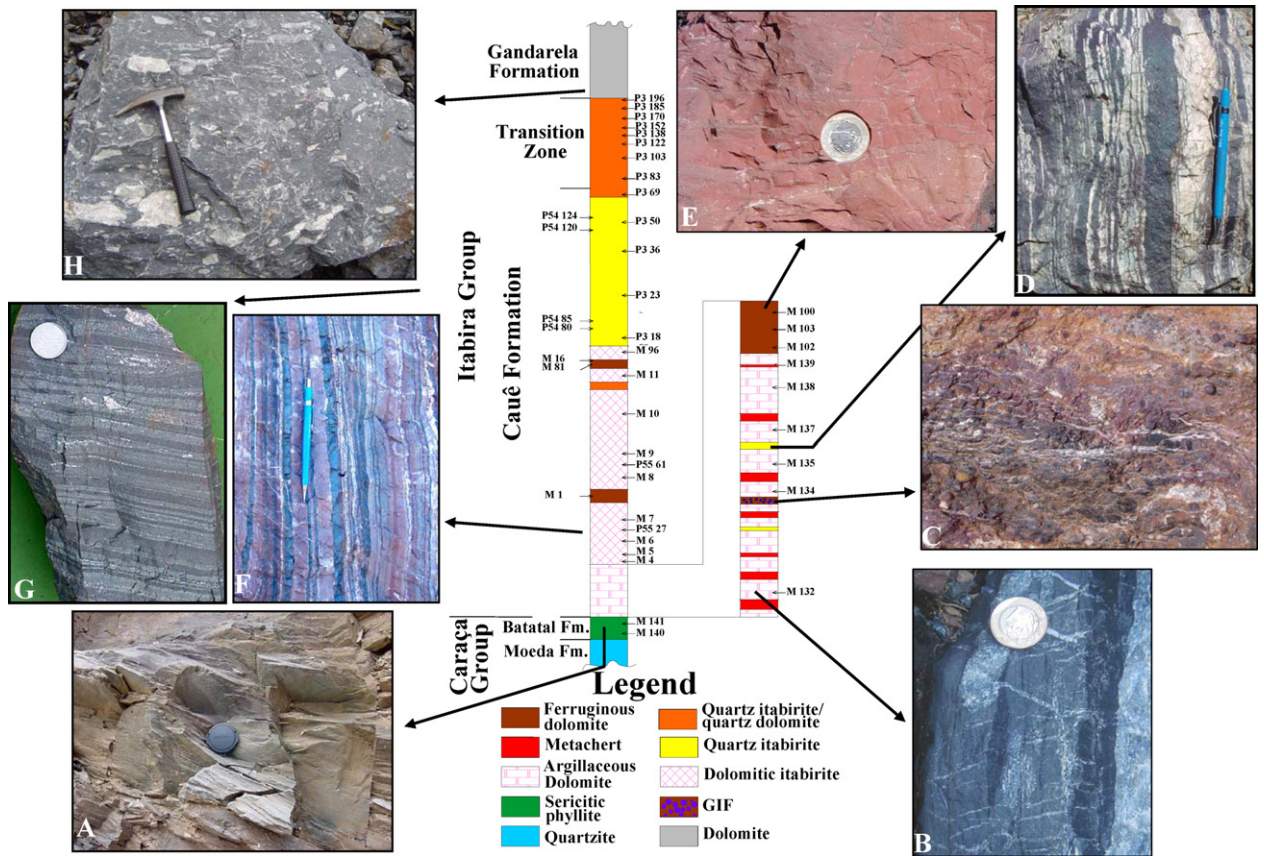 H
G
F
A
E
D
C
B
Gandarela
Formation
Transition
Zone
Itabira Group
Cauê Formation
Caraça
Group
Batatal Fm.
Moeda Fm.
P3 196
P3 185
P3 170
P3 152
P3 138
P3 122
P3 103
P3 83
P3 69
P54 124
P54 120
P3 50
P3 36
P3 23
P54 85
P54 80
P3 18
M 96
M 16
M 81
M 11
M 10
M 9
P55 61
M 8
M 1
M 7
P55 27
M 6
M 5
M 4
M 141
M 140
M 100
M 103
M 102
M 139
M 138
M 137
M 135
M 134
M 132
Legend
Ferruginous
dolomite
Metachert
Argillaceous
Dolomite
Sericitic
phyllite
Quartzite
Quartz itabirite/
quartz dolomite
Quartz itabirite
Dolomitic itabirite
GIF
Dolomite